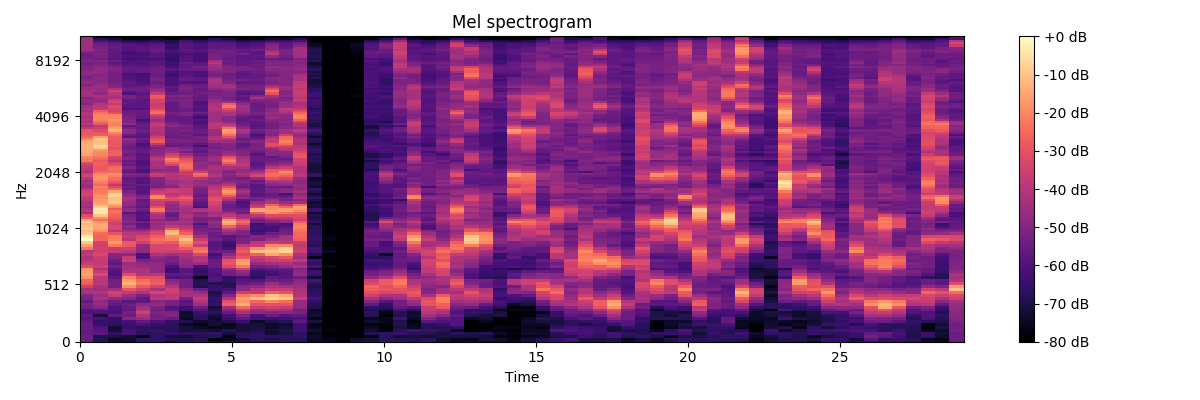 Mel spectrogram
+0 dB
8192
-10 dB
4096
-20 dB
-30 dB
2048
-40 dB
Hz
1024
-50 dB
-60 dB
512
-70 dB
0
-80 dB
0 5 10 15 20 25
Time